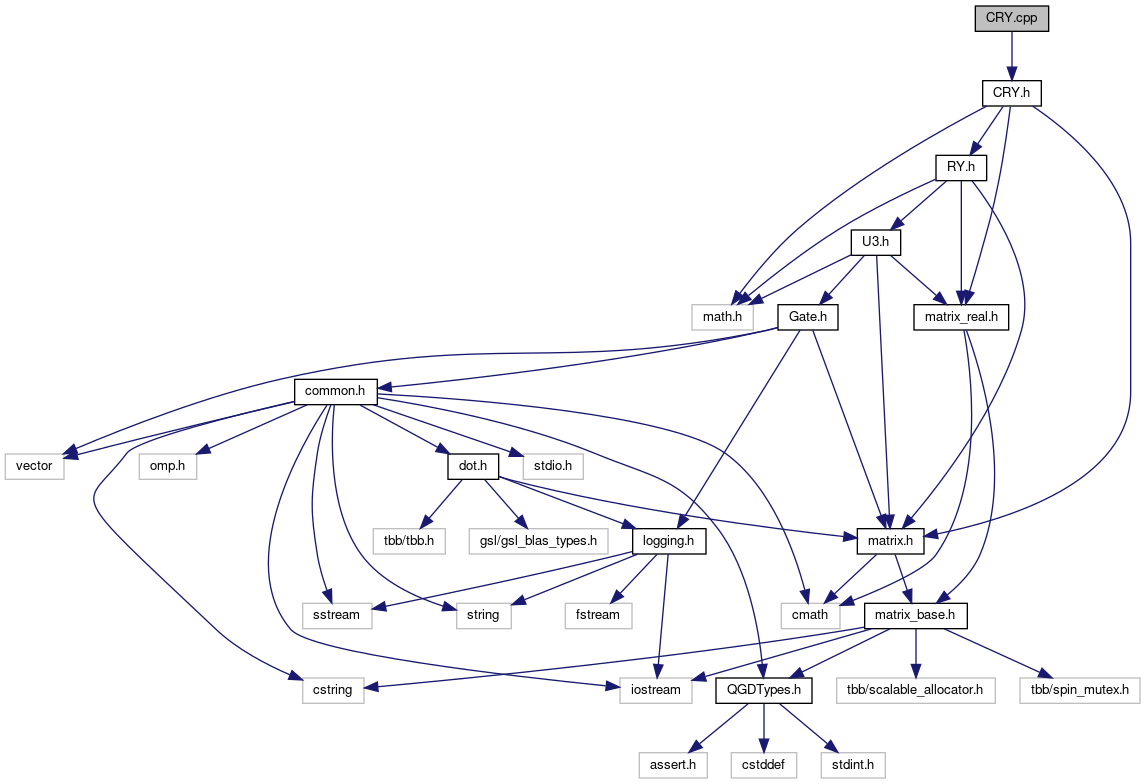 CRY.cpp
CRY.h
RY.h
U3.h
math.h
Gate.h
matrix_real.h
common.h
vector
omp.h
dot.h
stdio.h
tbb/tbb.h
gsl/gsl_blas_types.h
logging.h
matrix.h
sstream
string
fstream
cmath
matrix_base.h
cstring
iostream
QGDTypes.h
tbb/scalable_allocator.h
tbb/spin_mutex.h
assert.h
cstddef
stdint.h